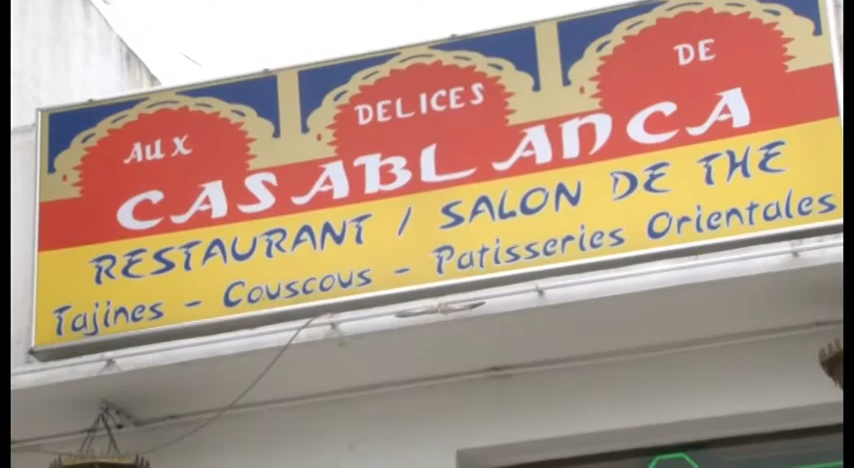 AUX DELICES DE
CASABLANCA
RESTAURANT / SALON DE THE
Tajines - Couscous - Patisseries Orientales